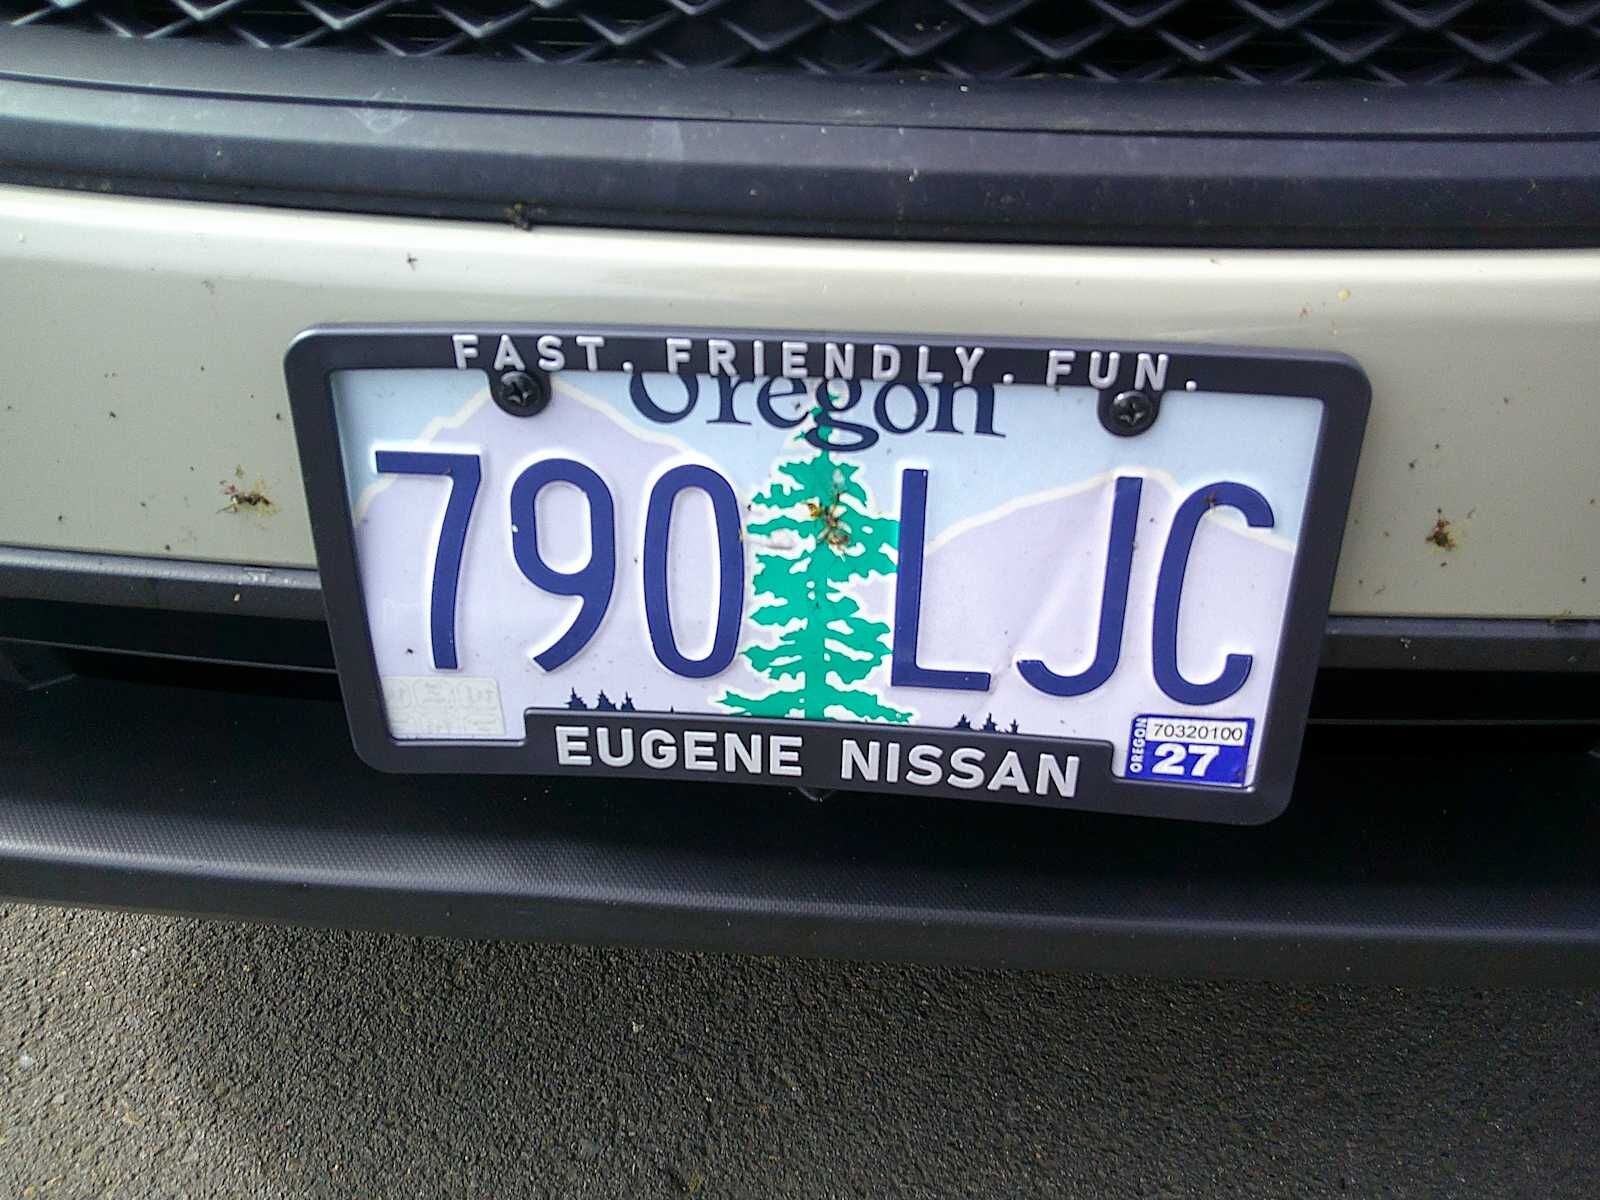 FAST. FRIENDLY. FUN.
Oregon
790 LJC
OREGON 70320100
27
EUGENE NISSAN